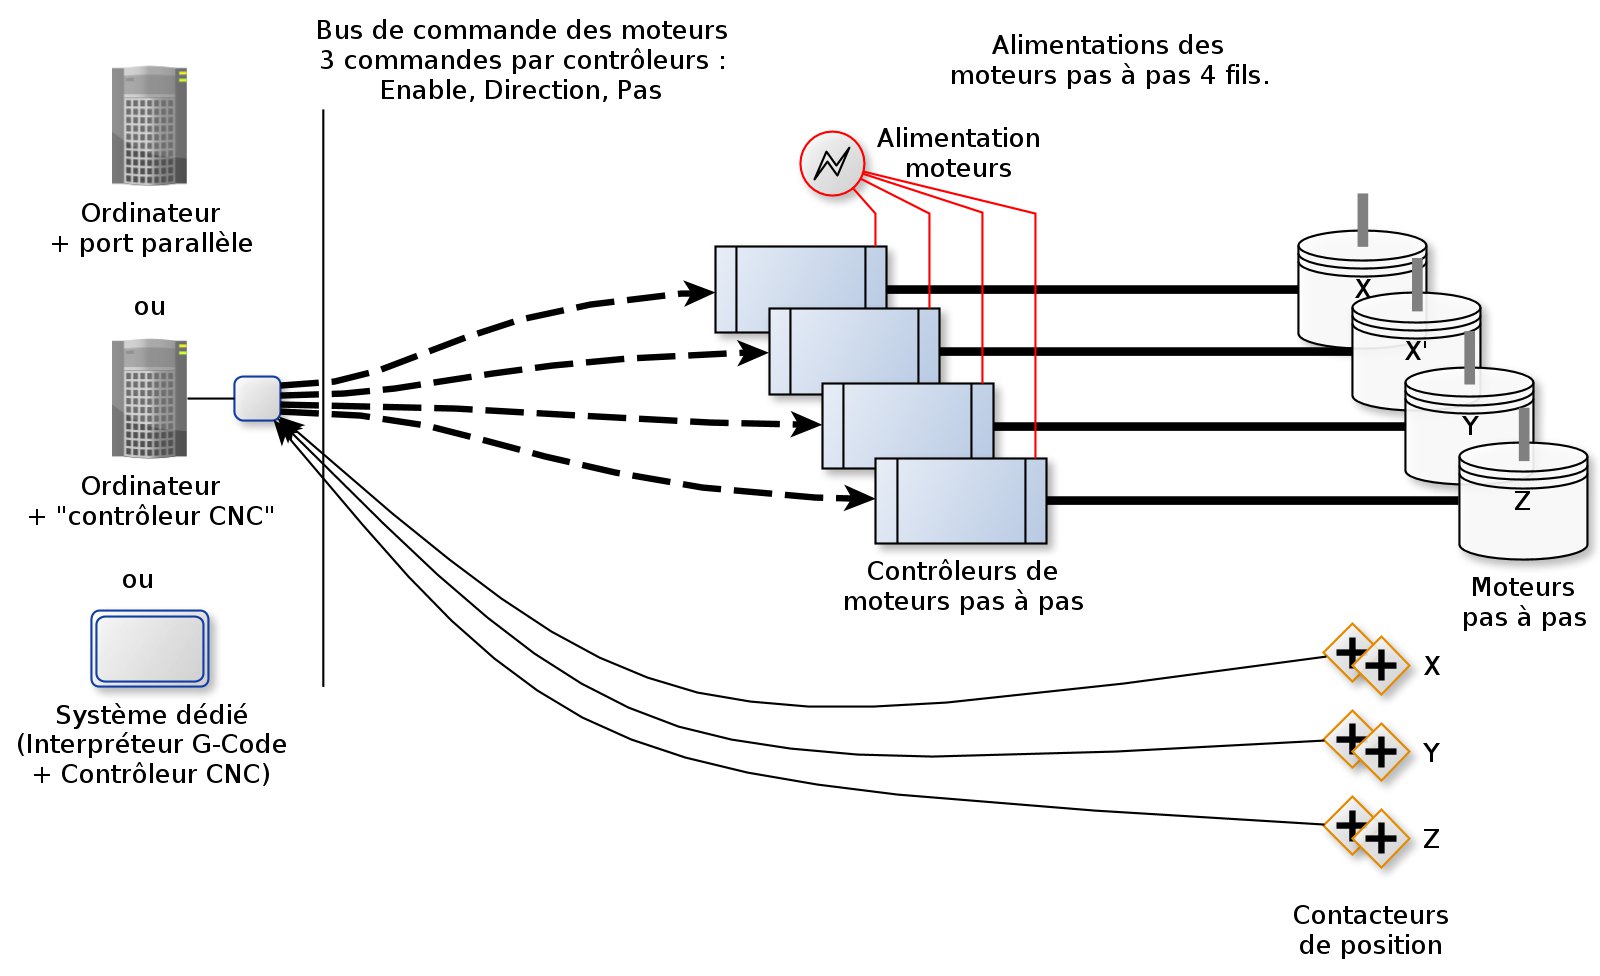 Bus de commande des moteurs
3 commandes par contrôleurs :
Enable, Direction, Pas
Alimentations des
moteurs pas à pas 4 fils.
Alimentation
moteurs
Ordinateur
+ port parallèle
ou
Ordinateur
+ "contrôleur CNC"
ou
Système dédié
(Interpréteur G-Code
+ Contrôleur CNC)
X
X'
Y
Z
Contrôleurs de
moteurs pas à pas
Moteurs
pas à pas
X
Y
Z
Contacteurs
de position